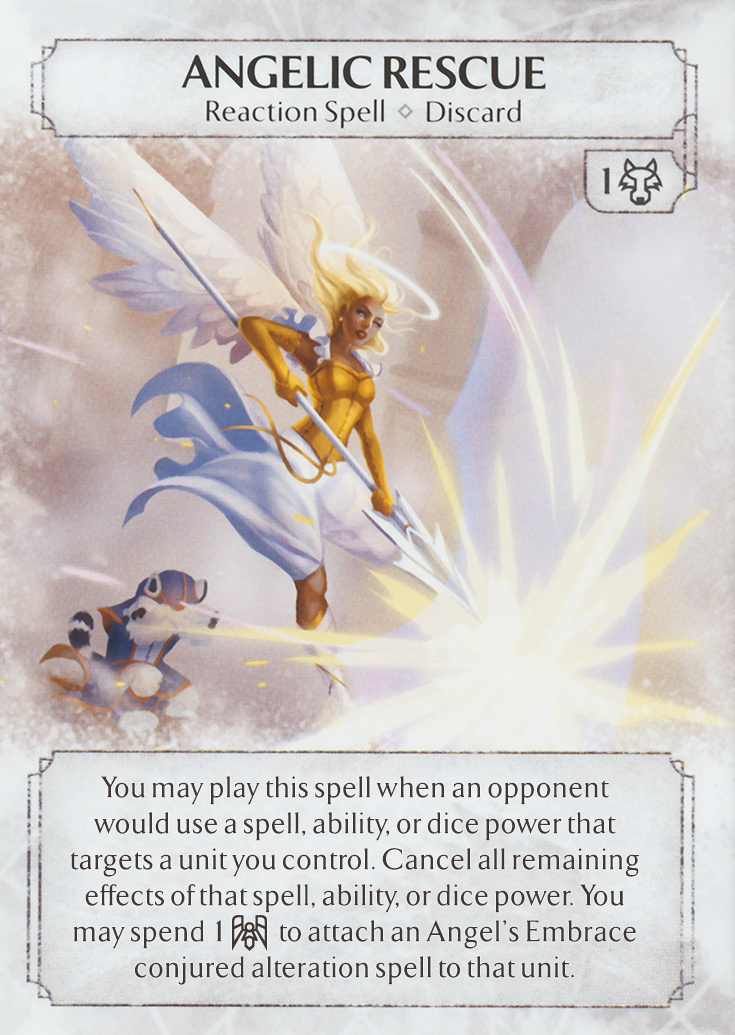 ANGELIC RESCUE
Reaction Spell ◇ Discard
1
You may play this spell when an opponent
would use a spell, ability, or dice power that
targets a unit you control. Cancel all remaining
effects of that spell, ability, or dice power. You
may spend 1 to attach an Angel's Embrace
conjured alteration spell to that unit.